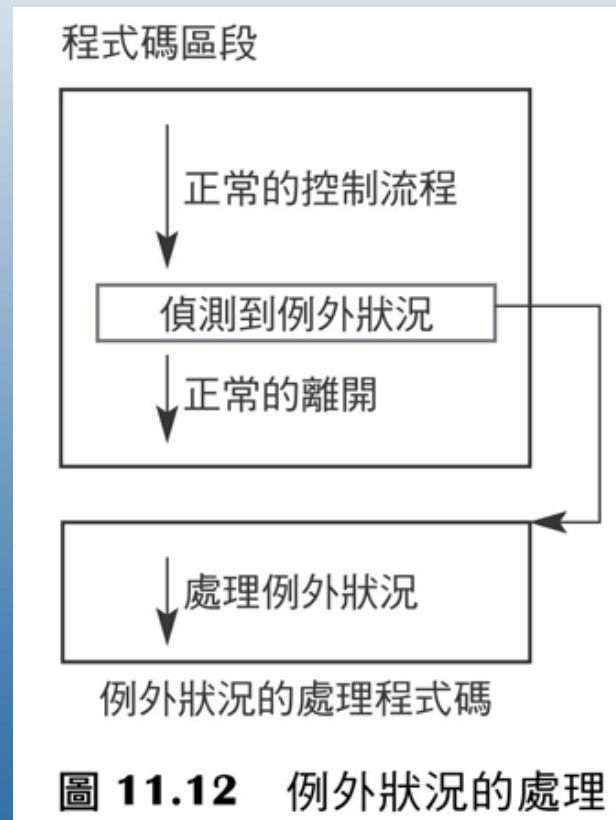 程式碼區段
正常的控制流程
偵測到例外狀況
正常的離開
處理例外狀況
例外狀況的處理程式碼
圖 11.12 例外狀況的處理